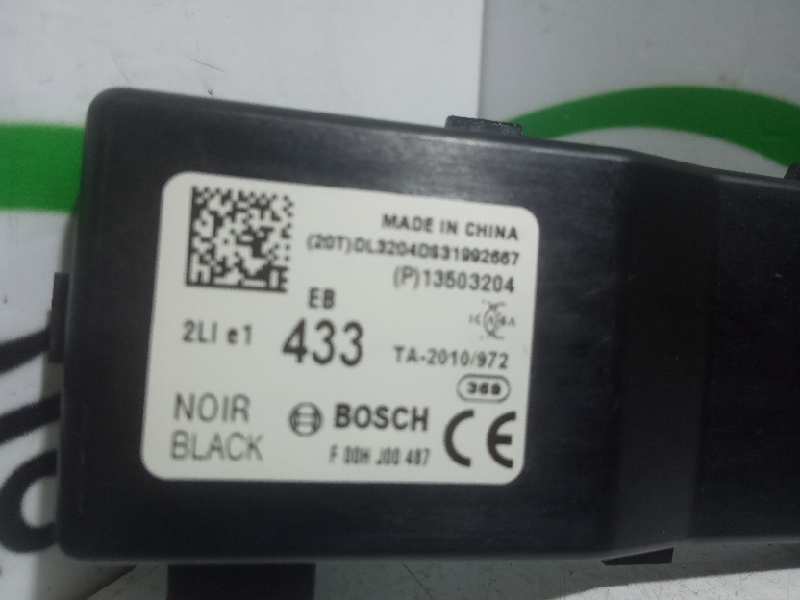 MADE IN CHINA
(20T)DL3204DS31992667
(P)13503204
EB
2LI e1 433 TA-2010/972
369
NOIR
BLACK
BOSCH
F 00H J00 487
CE